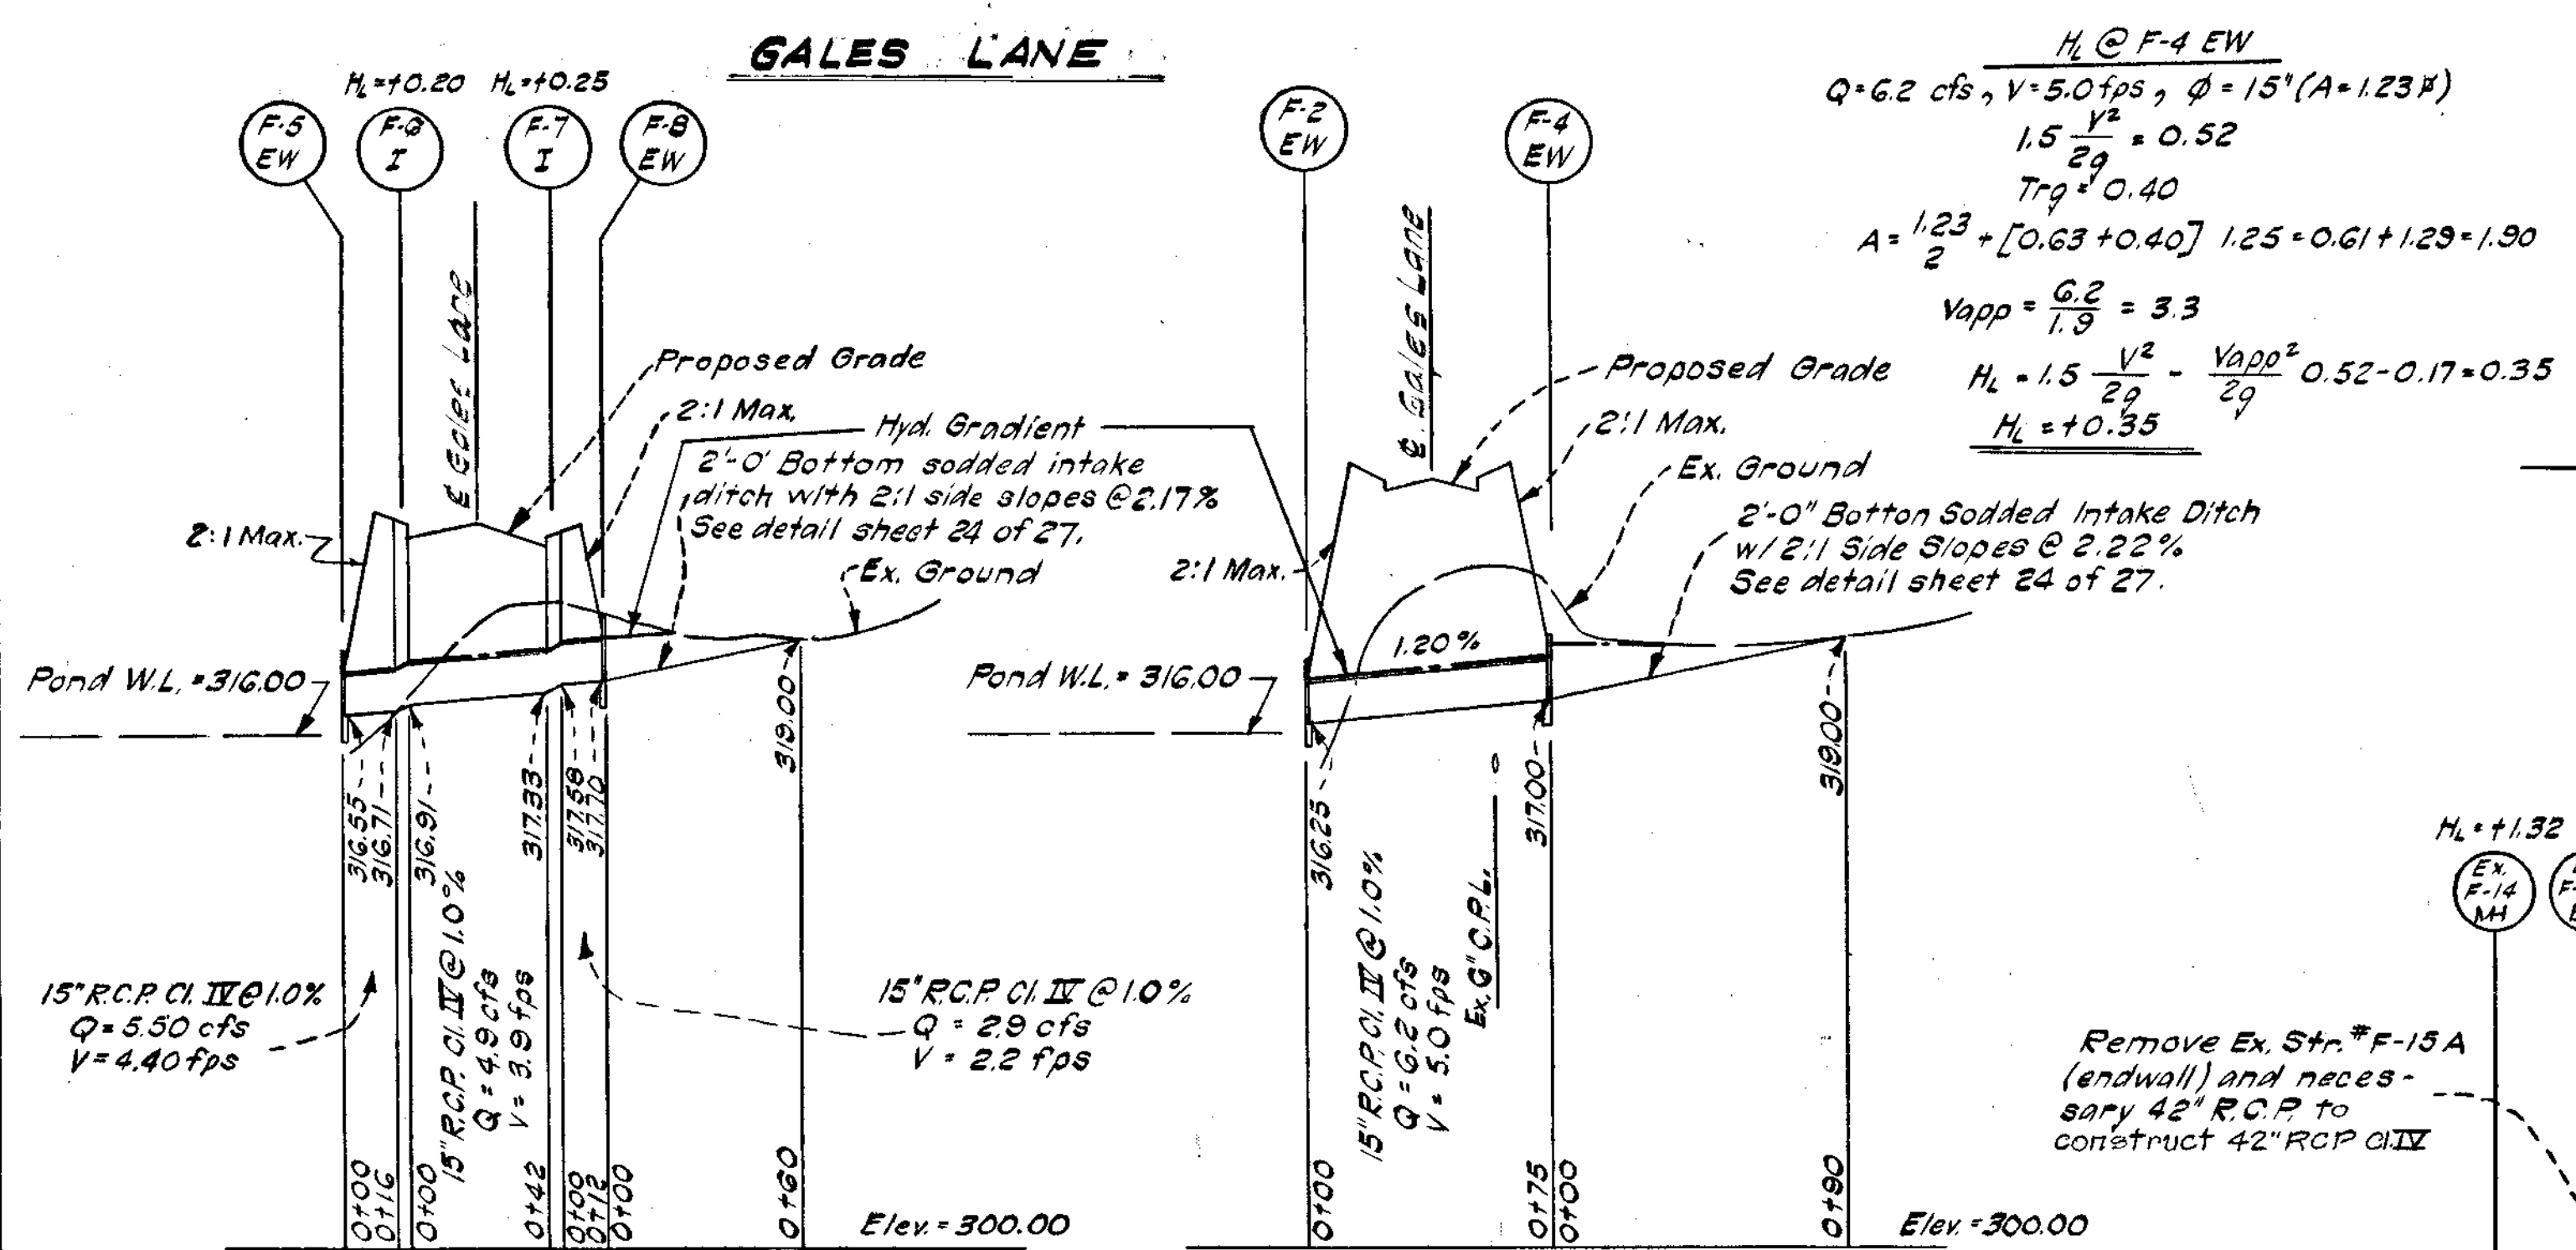 GALES LANE
HL = +0.20 HL = +0.25
F-5 EW
F-6 I
F-7 I
F-8 EW
℄ Gales Lane
Proposed Grade
2:1 Max.
Hyd. Gradient
2'-0" Bottom sodded intake
ditch with 2:1 side slopes @ 2.17%
See detail sheet 24 of 27.
2:1 Max.
Ex. Ground
Pond W.L. = 316.00
316.55
316.71
316.91
317.33
317.58
317.70
319.00
15" R.C.P. Cl. IV @ 1.0%
Q = 5.50 cfs
V = 4.40 fps
15" R.C.P. Cl. IV @ 1.0%
Q = 4.9 cfs
V = 3.9 fps
15" R.C.P. Cl. IV @ 1.0%
Q = 2.9 cfs
V = 2.2 fps
0+00
0+16
0+00
0+42
0+00
0+12
0+00
0+60
Elev. = 300.00
F-2 EW
F-4 EW
℄ Gales Lane
Proposed Grade
2:1 Max.
Ex. Ground
2'-0" Botton Sodded Intake Ditch
w/ 2:1 Side Slopes @ 2.22%
See detail sheet 24 of 27.
2:1 Max.
1.20%
Pond W.L. = 316.00
316.25
317.00
319.00
15" R.C.P. Cl. IV @ 1.0%
Q = 6.2 cfs
V = 5.0 fps
Ex. 6" C.P.L.
0+00
0+75
0+00
0+90
Elev. = 300.00
HL @ F-4 EW
Q = 6.2 cfs, V = 5.0 fps, φ = 15" (A = 1.23 )
1.5 V²/2g = 0.52
Trg = 0.40
A = 1.23/2 + [0.63 + 0.40] 1.25 = 0.61 + 1.29 = 1.90
Vapp = 6.2/1.9 = 3.3
HL = 1.5 V²/2g - Vapp²/2g 0.52 - 0.17 = 0.35
HL = +0.35
HL = +1.32
Ex. F-14 MH
Remove Ex. Str. # F-15A
(endwall) and neces-
sary 42" R.C.P. to
construct 42" RCP Cl. IV